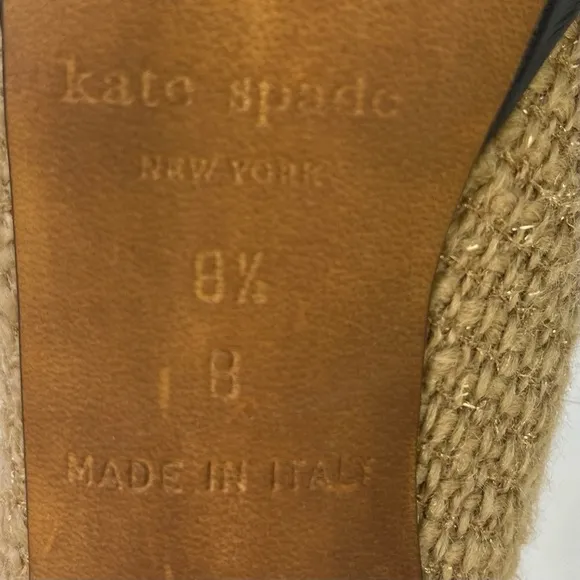 kate spade
NEW YORK
8½
B
MADE IN ITALY